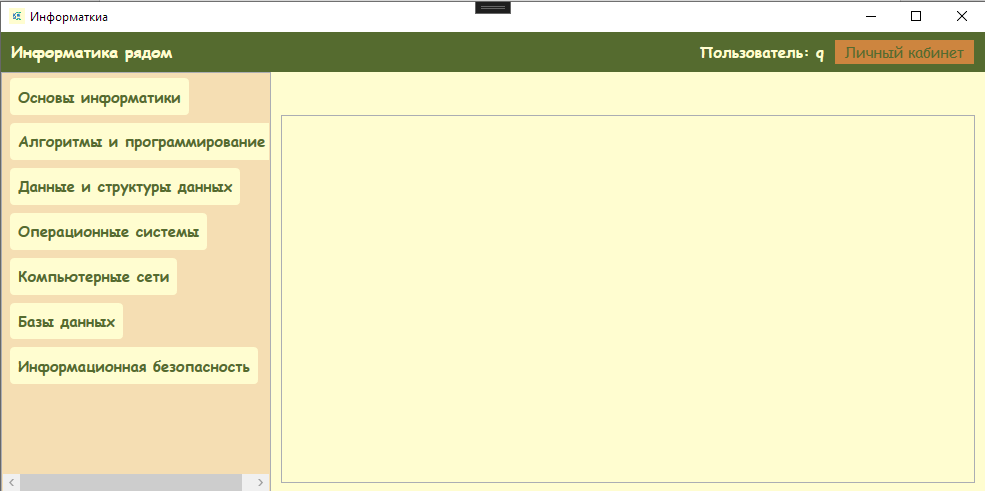 Информаткиа
Информатика рядом
Пользователь: q
Личный кабинет
Основы информатики
Алгоритмы и программирование
Данные и структуры данных
Операционные системы
Компьютерные сети
Базы данных
Информационная безопасность